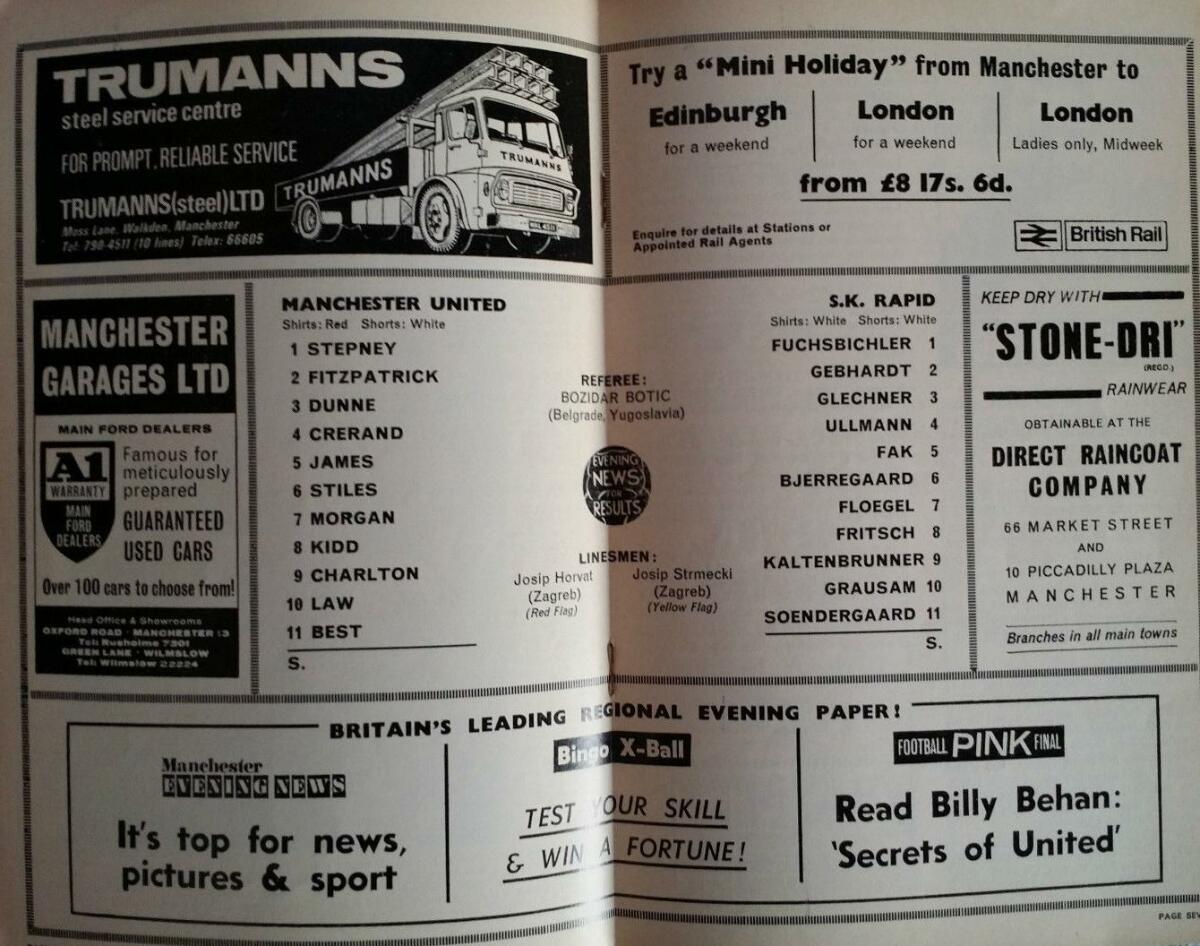 TRUMANNS
steel service centre
FOR PROMPT, RELIABLE SERVICE
TRUMANNS(steel)LTD
Moss Lane, Walkden, Manchester
Tel: 790-4511 (10 lines) Telex: 66605
TRUMANNS
TRUMANNS
Try a “Mini Holiday” from Manchester to
Edinburgh
for a weekend
London
for a weekend
London
Ladies only, Midweek
from £8 17s. 6d.
Enquire for details at Stations or
Appointed Rail Agents
British Rail
MANCHESTER
GARAGES LTD
MAIN FORD DEALERS
A1
WARRANTY
MAIN
FORD
DEALERS
Famous for
meticulously
prepared
GUARANTEED
USED CARS
Over 100 cars to choose from!
Head Office & Showrooms
OXFORD ROAD · MANCHESTER 13
Tel: Rusholme 7301
GREEN LANE · WILMSLOW
Tel: Wilmslow 22224
MANCHESTER UNITED
Shirts: Red Shorts: White
1 STEPNEY
2 FITZPATRICK
3 DUNNE
4 CRERAND
5 JAMES
6 STILES
7 MORGAN
8 KIDD
9 CHARLTON
10 LAW
11 BEST
S.
REFEREE:
BOZIDAR BOTIC
(Belgrade, Yugoslavia)
EVENING
NEWS
FOR
RESULTS
LINESMEN:
Josip Horvat
(Zagreb)
(Red Flag)
Josip Strmecki
(Zagreb)
(Yellow Flag)
S.K. RAPID
Shirts: White Shorts: White
FUCHSBICHLER 1
GEBHARDT 2
GLECHNER 3
ULLMANN 4
FAK 5
BJERREGAARD 6
FLOEGEL 7
FRITSCH 8
KALTENBRUNNER 9
GRAUSAM 10
SOENDERGAARD 11
S.
KEEP DRY WITH
“STONE-DRI”
(REGD.)
RAINWEAR
OBTAINABLE AT THE
DIRECT RAINCOAT
COMPANY
66 MARKET STREET
AND
10 PICCADILLY PLAZA
MANCHESTER
Branches in all main towns
BRITAIN'S LEADING REGIONAL EVENING PAPER!
Manchester
EVENING NEWS
It's top for news,
pictures & sport
Bingo X-Ball
TEST YOUR SKILL
& WIN A FORTUNE!
FOOTBALL PINK FINAL
Read Billy Behan:
'Secrets of United'
PAGE SEV